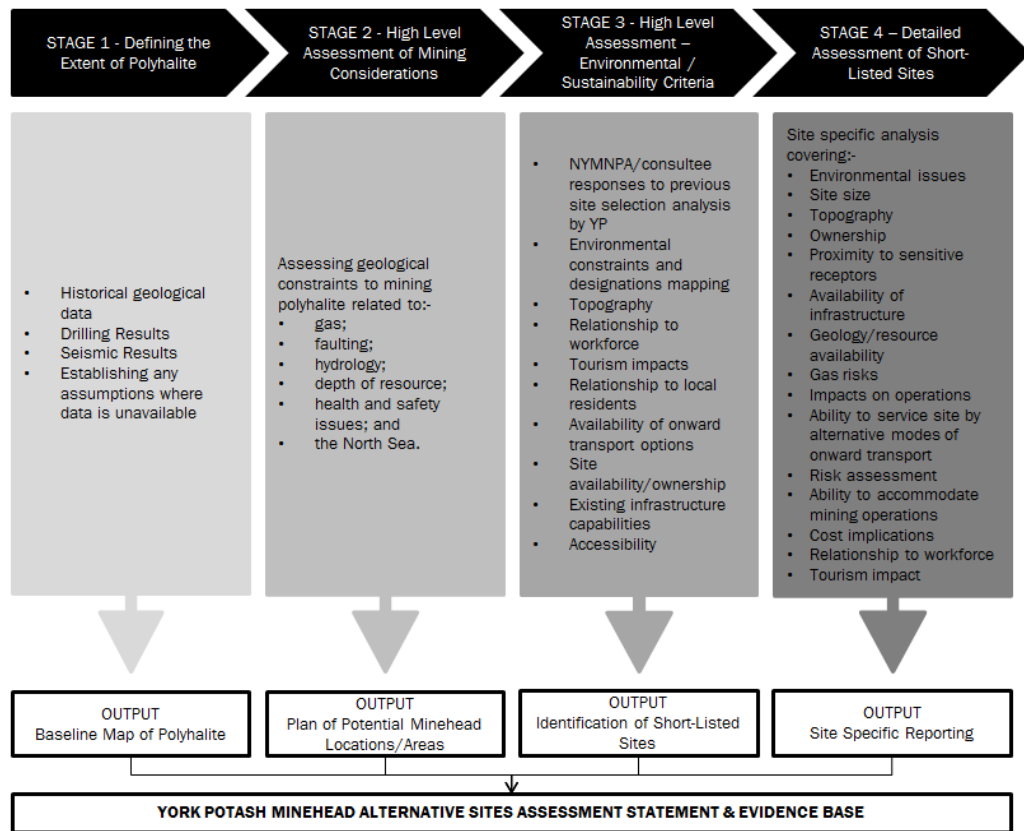 STAGE 1 - Defining the
Extent of Polyhalite
STAGE 2 - High Level
Assessment of Mining
Considerations
STAGE 3 - High Level
Assessment –
Environmental /
Sustainability Criteria
STAGE 4 – Detailed
Assessment of Short-
Listed Sites
• Historical geological
data
• Drilling Results
• Seismic Results
• Establishing any
assumptions where
data is unavailable
Assessing geological
constraints to mining
polyhalite related to:-
• gas;
• faulting;
• hydrology;
• depth of resource;
• health and safety
issues; and
• the North Sea.
• NYMNPA/consultee
responses to previous
site selection analysis
by YP
• Environmental
constraints and
designations mapping
• Topography
• Relationship to
workforce
• Tourism impacts
• Relationship to local
residents
• Availability of onward
transport options
• Site
availability/ownership
• Existing infrastructure
capabilities
• Accessibility
Site specific analysis
covering:-
• Environmental issues
• Site size
• Topography
• Ownership
• Proximity to sensitive
receptors
• Availability of
infrastructure
• Geology/resource
availability
• Gas risks
• Impacts on operations
• Ability to service site by
alternative modes of
onward transport
• Risk assessment
• Ability to accommodate
mining operations
• Cost implications
• Relationship to workforce
• Tourism impact
OUTPUT
Baseline Map of Polyhalite
OUTPUT
Plan of Potential Minehead
Locations/Areas
OUTPUT
Identification of Short-Listed
Sites
OUTPUT
Site Specific Reporting
YORK POTASH MINEHEAD ALTERNATIVE SITES ASSESSMENT STATEMENT & EVIDENCE BASE